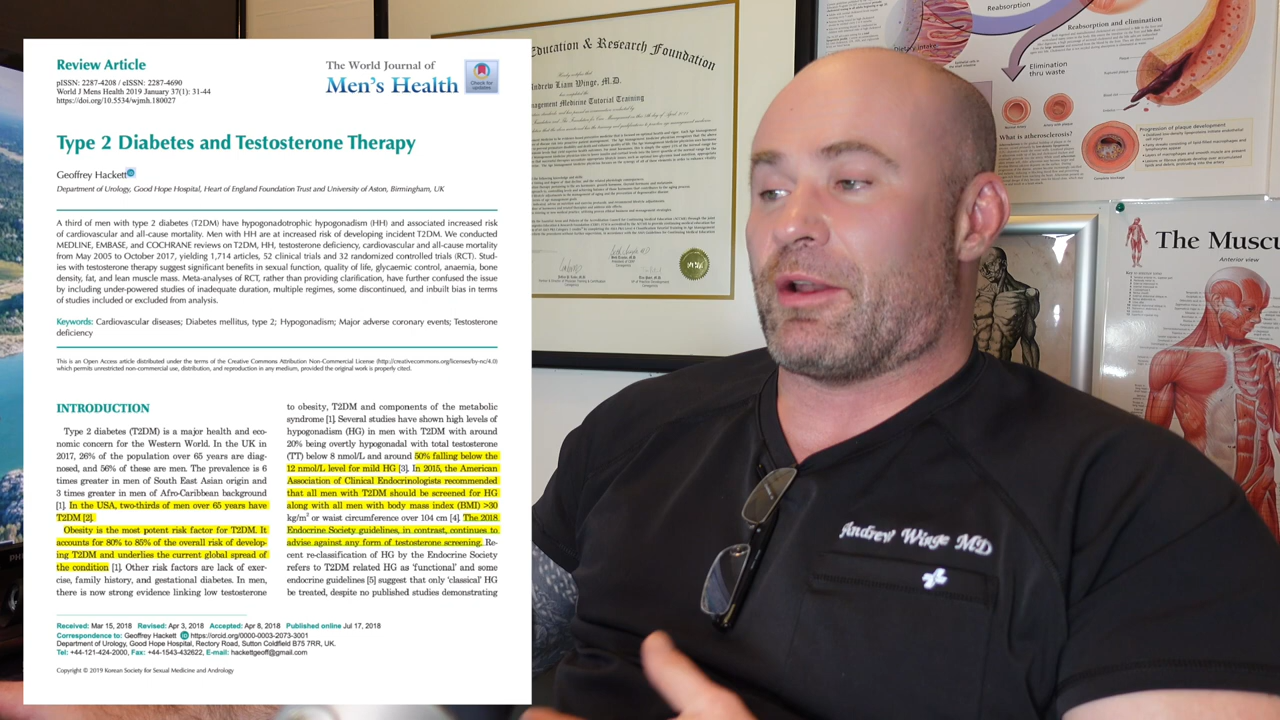 Review Article
pISSN: 2287-4208 / eISSN: 2287-4690
World J Mens Health 2019 January 37(1): 31-44
https://doi.org/10.5534/wjmh.180027
The World Journal of
Men's Health
Check for
updates
Type 2 Diabetes and Testosterone Therapy
Geoffrey Hackett
Department of Urology, Good Hope Hospital, Heart of England Foundation Trust and University of Aston, Birmingham, UK
A third of men with type 2 diabetes (T2DM) have hypogonadotrophic hypogonadism (HH) and associated increased risk
of cardiovascular and all-cause mortality. Men with HH are at increased risk of developing incident T2DM. We conducted
MEDLINE, EMBASE, and COCHRANE reviews on T2DM, HH, testosterone deficiency, cardiovascular and all-cause mortality
from May 2005 to October 2017, yielding 1,714 articles, 52 clinical trials and 32 randomized controlled trials (RCT). Stud-
ies with testosterone therapy suggest significant benefits in sexual function, quality of life, glycaemic control, anaemia, bone
density, fat, and lean muscle mass. Meta-analyses of RCT, rather than providing clarification, have further confused the issue
by including under-powered studies of inadequate duration, multiple regimes, some discontinued, and inbuilt bias in terms
of studies included or excluded from analysis.
Keywords: Cardiovascular diseases; Diabetes mellitus, type 2; Hypogonadism; Major adverse coronary events; Testosterone
deficiency
This is an Open Access article distributed under the terms of the Creative Commons Attribution Non-Commercial License (http://creativecommons.org/licenses/by-nc/4.0)
which permits unrestricted non-commercial use, distribution, and reproduction in any medium, provided the original work is properly cited.
INTRODUCTION
Type 2 diabetes (T2DM) is a major health and eco-
nomic concern for the Western World. In the UK in
2017, 26% of the population over 65 years are diag-
nosed, and 56% of these are men. The prevalence is 6
times greater in men of South East Asian origin and
3 times greater in men of Afro-Caribbean background
[1]. In the USA, two-thirds of men over 65 years have
T2DM [2].
Obesity is the most potent risk factor for T2DM. It
accounts for 80% to 85% of the overall risk of develop-
ing T2DM and underlies the current global spread of
the condition [1]. Other risk factors are lack of exer-
cise, family history, and gestational diabetes. In men,
there is now strong evidence linking low testosterone
to obesity, T2DM and components of the metabolic
syndrome [1]. Several studies have shown high levels of
hypogonadism (HG) in men with T2DM with around
20% being overtly hypogonadal with total testosterone
(TT) below 8 nmol/L and around 50% falling below the
12 nmol/L level for mild HG [3]. In 2015, the American
Association of Clinical Endocrinologists recommended
that all men with T2DM should be screened for HG
along with all men with body mass index (BMI) >30
kg/m² or waist circumference over 104 cm [4]. The 2018
Endocrine Society guidelines, in contrast, continues to
advise against any form of testosterone screening. Re-
cent re-classification of HG by the Endocrine Society
refers to T2DM related HG as 'functional' and some
endocrine guidelines [5] suggest that only 'classical' HG
be treated, despite no published studies demonstrating
Received: Mar 15, 2018 Revised: Apr 3, 2018 Accepted: Apr 8, 2018 Published online Jul 17, 2018
Correspondence to: Geoffrey Hackett https://orcid.org/0000-0003-2073-3001
Department of Urology, Good Hope Hospital, Rectory Road, Sutton Coldfield B75 7RR, UK.
Tel: +44-121-424-2000, Fax: +44-1543-432622, E-mail: hackettgeoff@gmail.com
Copyright © 2019 Korean Society for Sexual Medicine and Andrology
Education & Research Foundation
Andrew Liam Winge, M.D.
Management Medicine Tutorial Training
Reabsorption
Dietary intake
Elimination
thru waste
Reabsorption and elimination
What is atherosclerosis?
Progression of plaque development
The Muscu
Anterior view
Andrew Winge MD